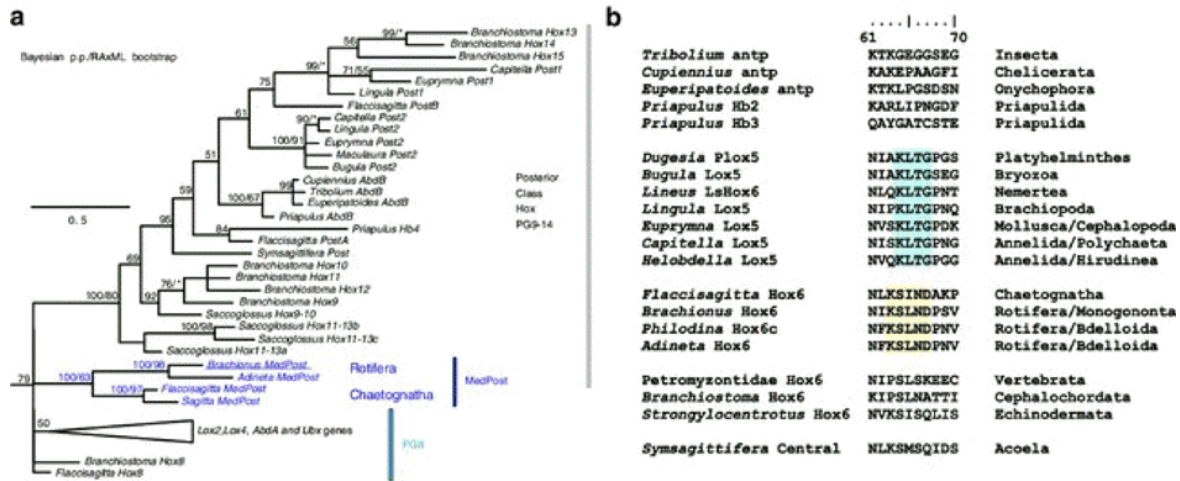 a
Bayesian p.p./RAxML bootstrap
0.5
99/*
Branchiostoma Hox13
Branchiostoma Hox14
56
Branchiostoma Hox15
99/*
71/55
Capitella Post1
Euprymna Post1
Lingula Post1
75
Flaccisagitta PostB
61
90/*
Capitella Post2
Lingula Post2
100/91
Euprymna Post2
Maculaura Post2
Bugula Post2
51
99
Cupiennius AbdB
Tribolium AbdB
100/67
Euperipatoides AbdB
Priapulus AbdB
95
84
Priapulus Hb4
Flaccisagitta PostA
Symsagittifera Post
69
Branchiostoma Hox10
Branchiostoma Hox11
76/*
Branchiostoma Hox12
92
Branchiostoma Hox9
Saccoglossus Hox9-10
100/80
100/98
Saccoglossus Hox11-13b
Saccoglossus Hox11-13c
Saccoglossus Hox11-13a
Posterior
Class
Hox
PG9-14
79
100/63
100/96
Brachionus MedPost
Adineta MedPost
100/97
Flaccisagitta MedPost
Sagitta MedPost
Rotifera
Chaetognatha
MedPost
50
Lox2,Lox4, AbdA and Ubx genes
PG8
Branchiostoma Hox8
Flaccisagitta Hox8
b
....|....|
61 70
Tribolium antp KTKGEGGSEG Insecta
Cupiennius antp KAKEPAAGFI Chelicerata
Euperipatoides antp KTKLPGSDSN Onychophora
Priapulus Hb2 KARLIPNGDF Priapulida
Priapulus Hb3 QAYGATCSTE Priapulida
Dugesia Plox5 NIAKLTGPGS Platyhelminthes
Bugula Lox5 NIAKLTGSEG Bryozoa
Lineus LsHox6 NLQKLTGPNT Nemertea
Lingula Lox5 NIPKLTGPNQ Brachiopoda
Euprymna Lox5 NVSKLTGPDK Mollusca/Cephalopoda
Capitella Lox5 NISKLTGPNG Annelida/Polychaeta
Helobdella Lox5 NVQKLTGPGG Annelida/Hirudinea
Flaccisagitta Hox6 NLKSINDAKP Chaetognatha
Brachionus Hox6 NIKSLNDPSV Rotifera/Monogononta
Philodina Hox6c NFKSLNDPNV Rotifera/Bdelloida
Adineta Hox6 NFKSLNDPNV Rotifera/Bdelloida
Petromyzontidae Hox6 NIPSLSKEEC Vertebrata
Branchiostoma Hox6 KIPSLNATTI Cephalochordata
Strongylocentrotus Hox6 NVKSISQLIS Echinodermata
Symsagittifera Central NLKSMSQIDS Acoela